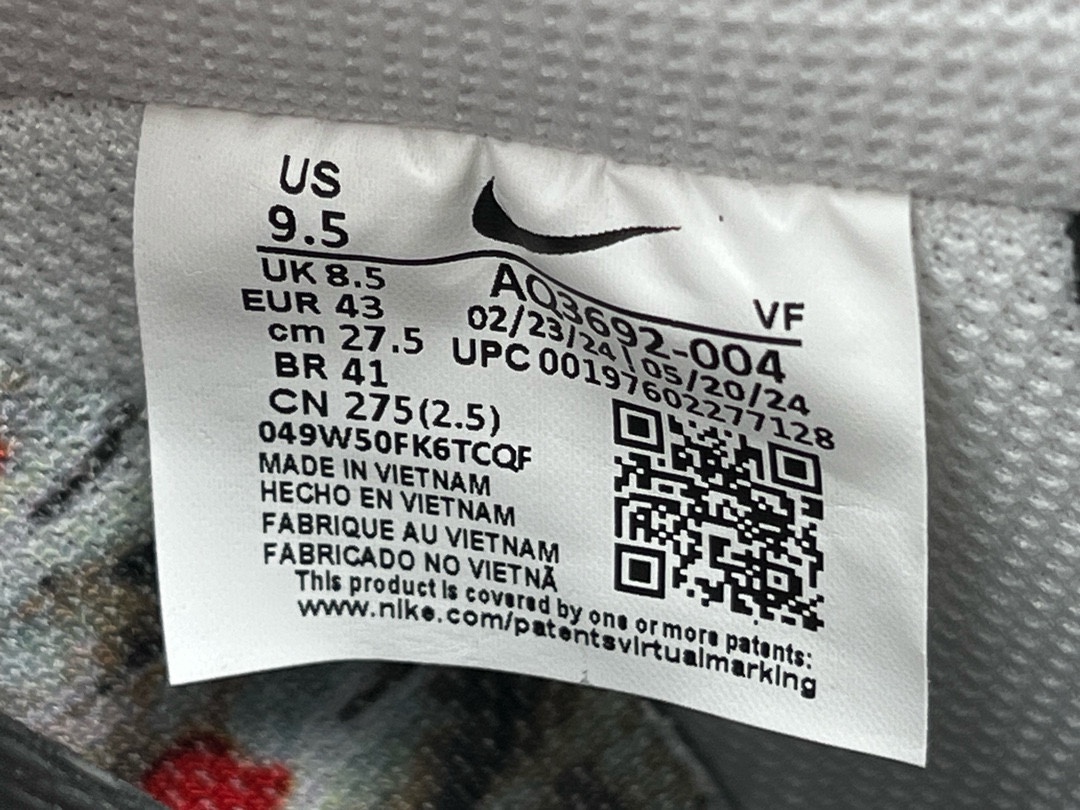 US
9.5
UK 8.5
EUR 43
cm 27.5
BR 41
CN 275(2.5)
VF
AQ3692-004
02/23/24 | 05/20/24
UPC 00197602277128
049W50FK6TCQF
MADE IN VIETNAM
HECHO EN VIETNAM
FABRIQUE AU VIETNAM
FABRICADO NO VIETNÃ
This product is covered by one or more patents:
www.nike.com/patentsvirtualmarking